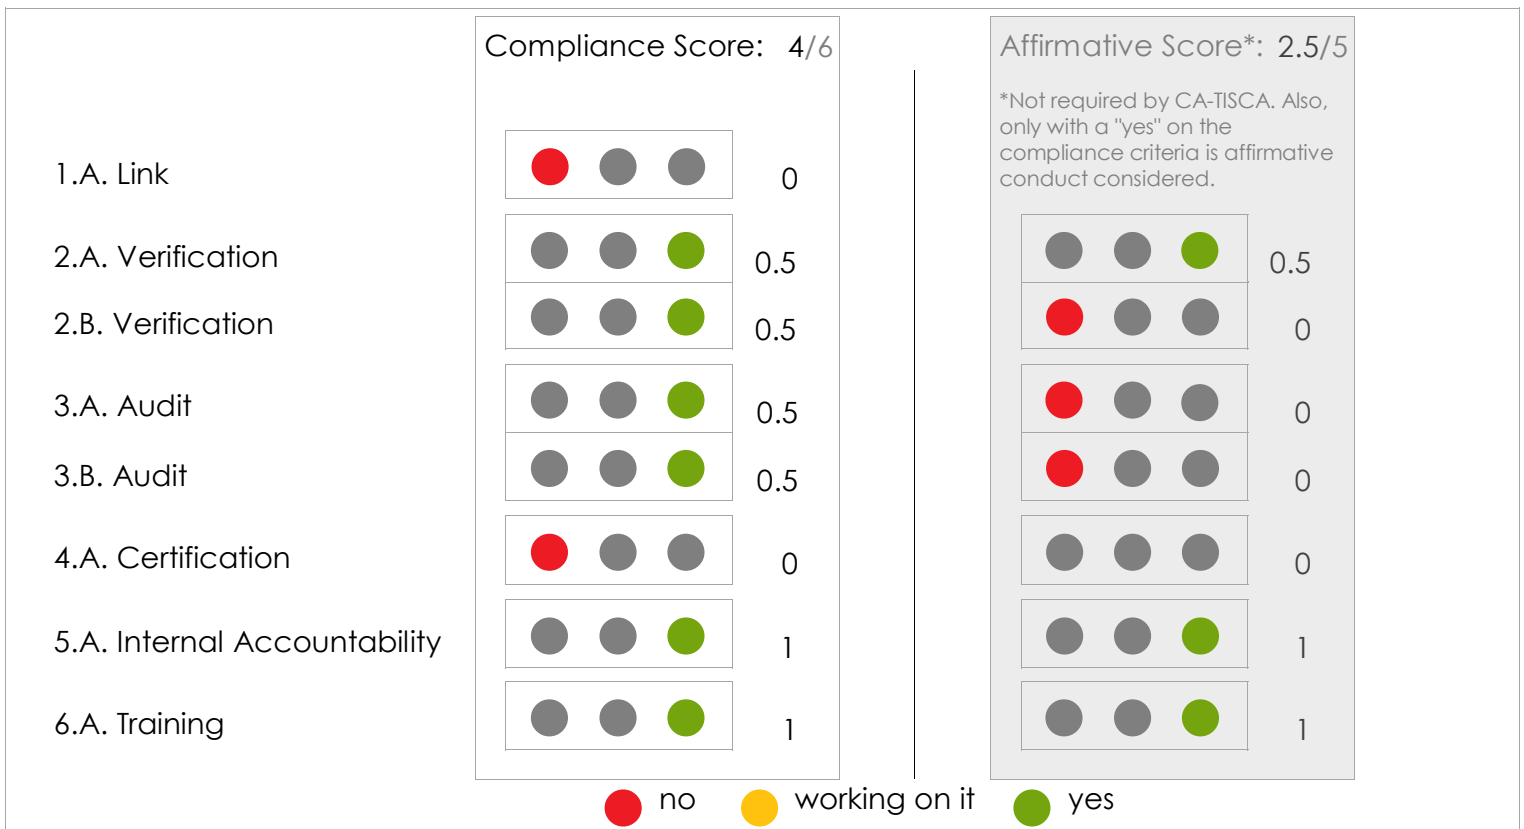 Compliance Score: 4/6
Affirmative Score*: 2.5/5
*Not required by CA-TISCA. Also,
only with a "yes" on the
compliance criteria is affirmative
conduct considered.
1.A. Link 0
2.A. Verification 0.5 0.5
2.B. Verification 0.5 0
3.A. Audit 0.5 0
3.B. Audit 0.5 0
4.A. Certification 0 0
5.A. Internal Accountability 1 1
6.A. Training 1 1
no working on it yes